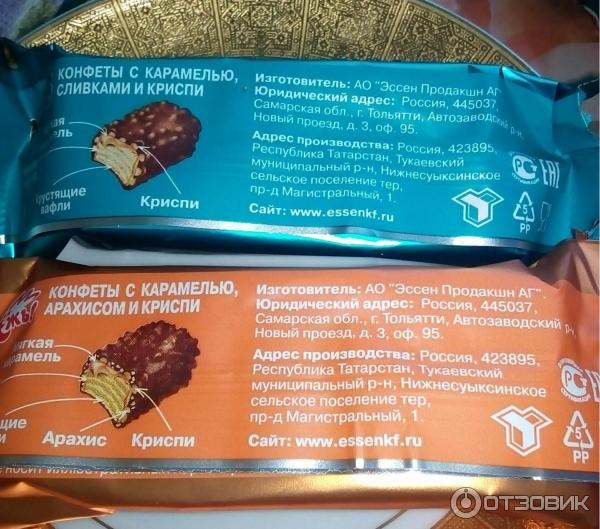 КОНФЕТЫ С КАРАМЕЛЬЮ,
СЛИВКАМИ И КРИСПИ
Хрустящие
вафли
Криспи
Изготовитель: АО "Эссен Продакшн АГ"
Юридический адрес: Россия, 445037,
Самарская обл., г. Тольятти, Автозаводский р-н,
Новый проезд, д. 3, оф. 95.
Адрес производства: Россия, 423895,
Республика Татарстан, Тукаевский
муниципальный р-н, Нижнесуыксинское
сельское поселение тер,
пр-д Магистральный, 1.
Сайт: www.essenkf.ru
5
PP
КОНФЕТЫ С КАРАМЕЛЬЮ,
АРАХИСОМ И КРИСПИ
Арахис
Криспи
Изготовитель: АО "Эссен Продакшн АГ".
Юридический адрес: Россия, 445037,
Самарская обл., г. Тольятти, Автозаводский р-н,
Новый проезд, д. 3, оф. 95.
Адрес производства: Россия, 423895,
Республика Татарстан, Тукаевский
муниципальный р-н, Нижнесуыксинское
сельское поселение тер,
пр-д Магистральный, 1.
Сайт: www.essenkf.ru
5
PP
ОТЗОВИК